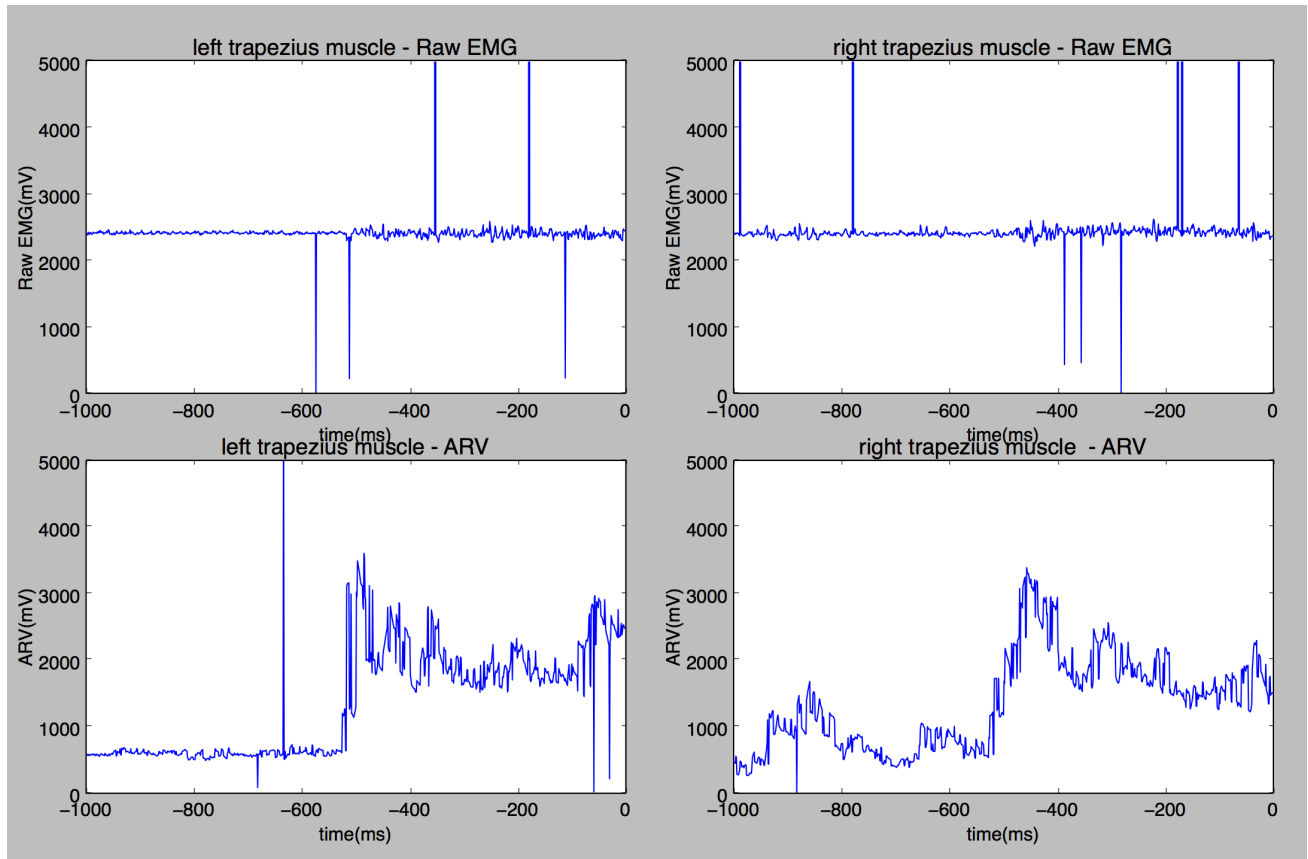 left trapezius muscle - Raw EMG
Raw EMG(mV)
5000
4000
3000
2000
1000
0
−1000 −800 −600 −400 −200 0
time(ms)
right trapezius muscle - Raw EMG
Raw EMG(mV)
5000
4000
3000
2000
1000
0
−1000 −800 −600 −400 −200 0
time(ms)
left trapezius muscle - ARV
ARV(mV)
5000
4000
3000
2000
1000
0
−1000 −800 −600 −400 −200 0
time(ms)
right trapezius muscle - ARV
ARV(mV)
5000
4000
3000
2000
1000
0
−1000 −800 −600 −400 −200 0
time(ms)